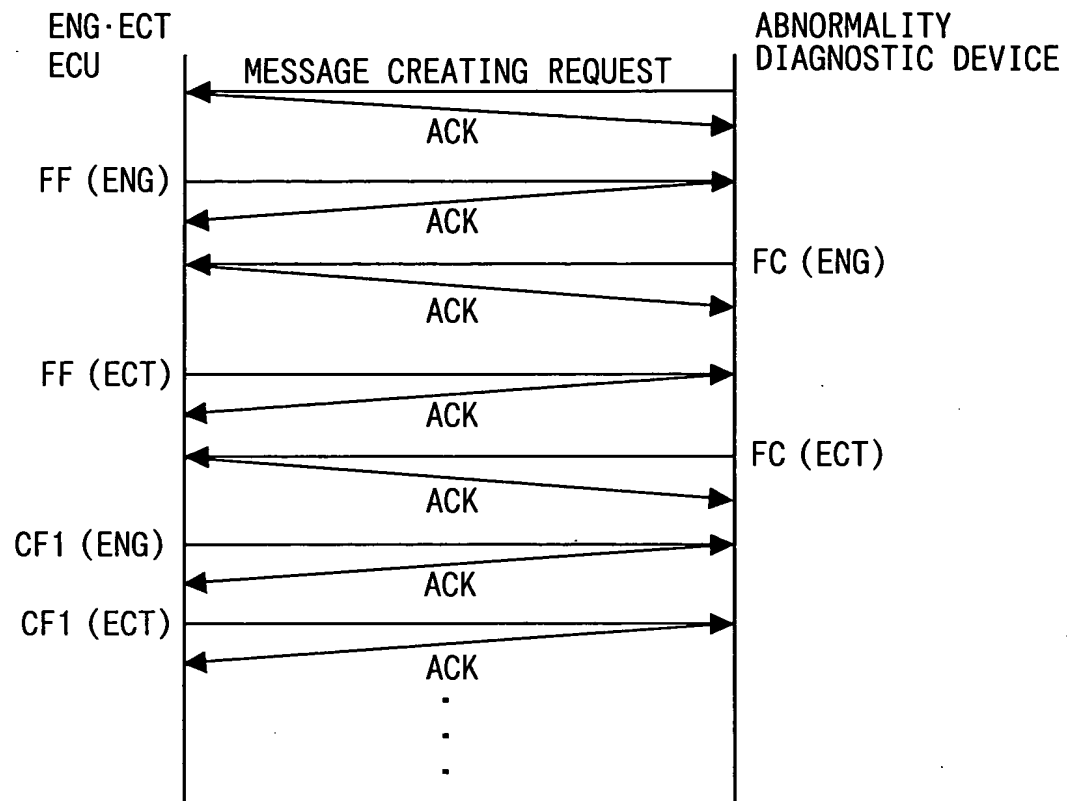 ENG·ECT
ECU
ABNORMALITY
DIAGNOSTIC DEVICE
MESSAGE CREATING REQUEST
ACK
FF (ENG)
ACK
FC (ENG)
ACK
FF (ECT)
ACK
FC (ECT)
ACK
CF1 (ENG)
ACK
CF1 (ECT)
ACK